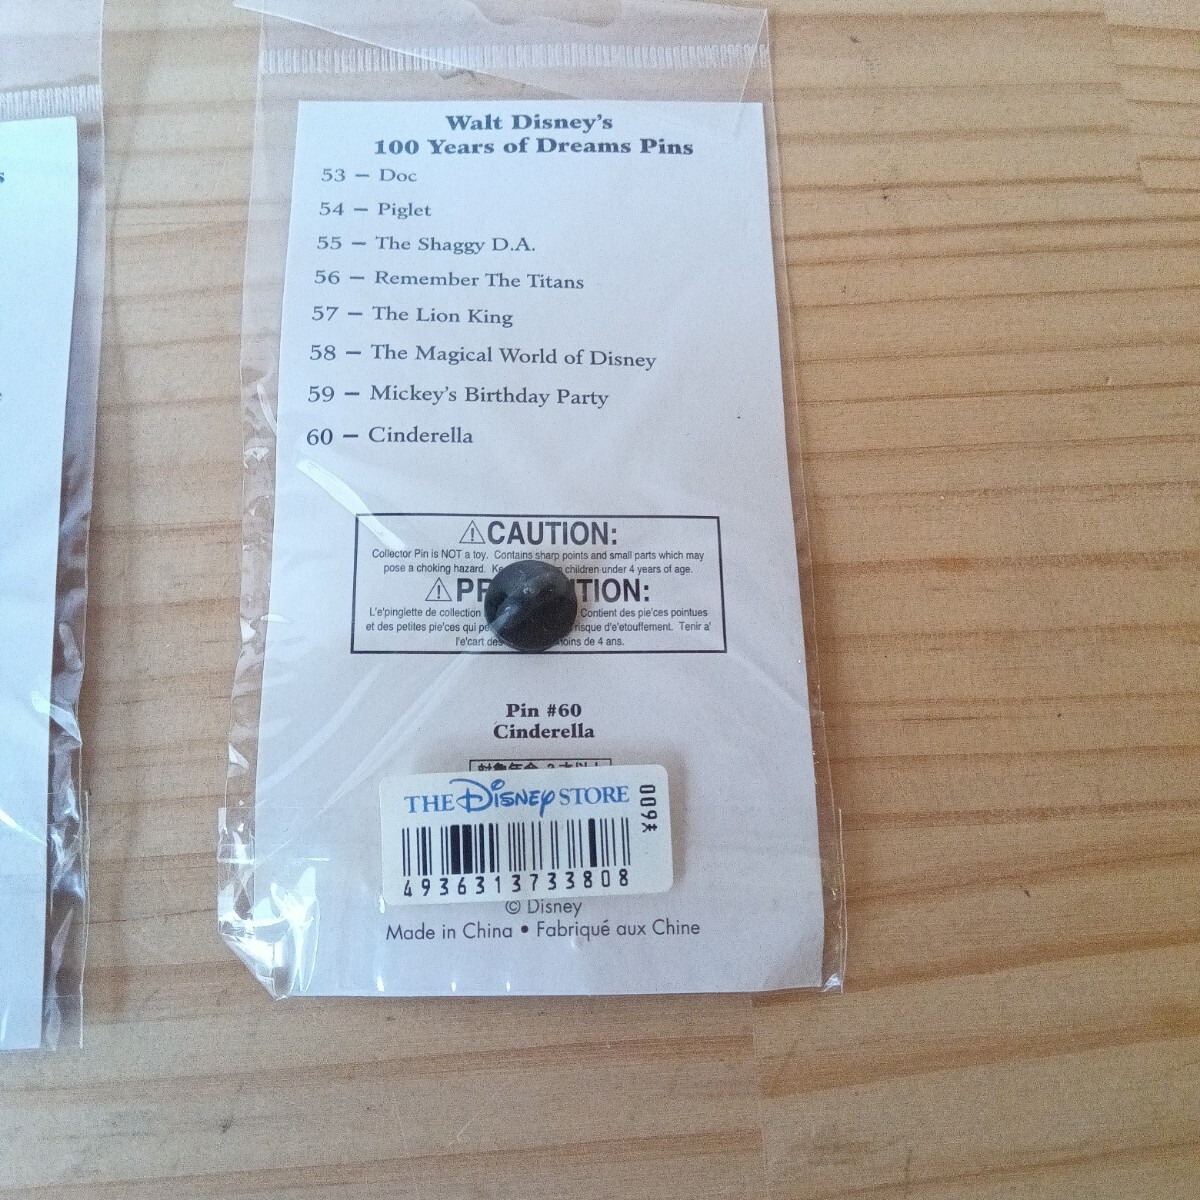 Walt Disney's
100 Years of Dreams Pins
53 – Doc
54 – Piglet
55 – The Shaggy D.A.
56 – Remember The Titans
57 – The Lion King
58 – The Magical World of Disney
59 – Mickey's Birthday Party
60 – Cinderella
⚠CAUTION:
Collector Pin is NOT a toy. Contains sharp points and small parts which may
pose a choking hazard. children under 4 years of age.
L'e'pinglette de collection Contient des pie'ces pointues
et des petites pie'ces qui risque d'e'etouffement. Tenir a'
l'e'cart des de 4 ans.
Pin #60
Cinderella
THE DISNEY STORE
009
4936313733808
© Disney
Made in China • Fabriqué aux Chine